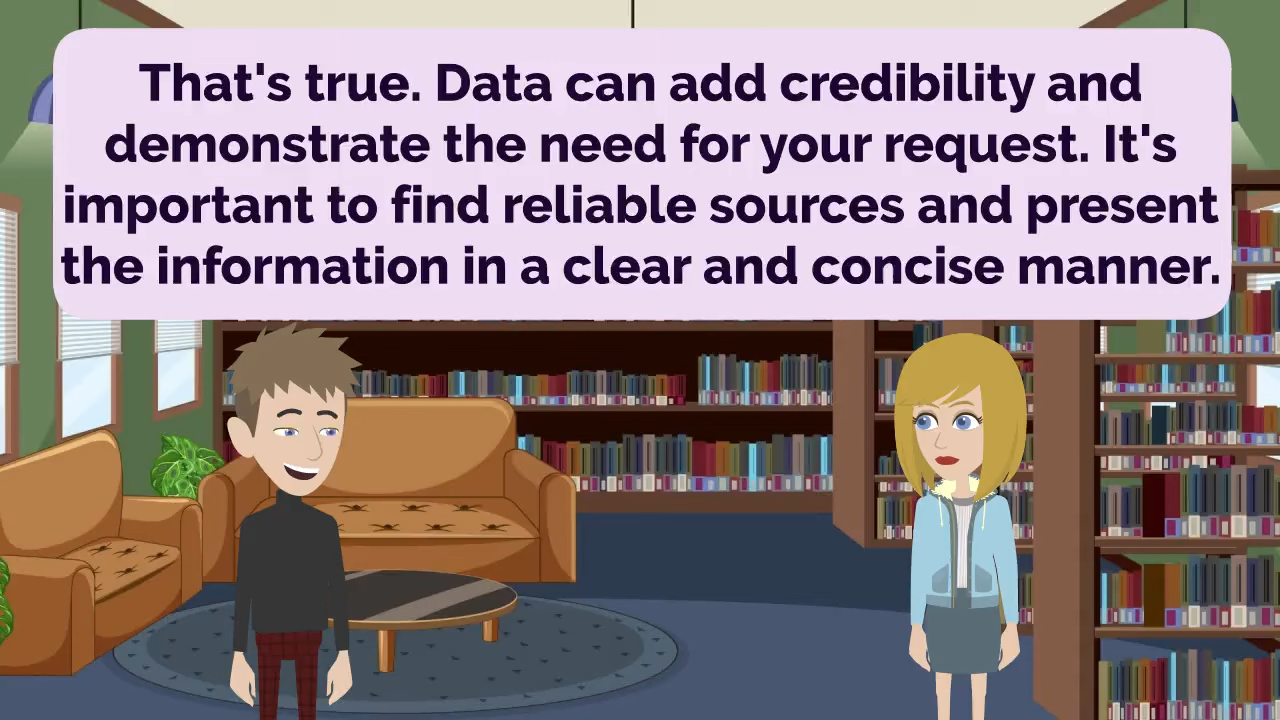 That's true. Data can add credibility and
demonstrate the need for your request. It's
important to find reliable sources and present
the information in a clear and concise manner.